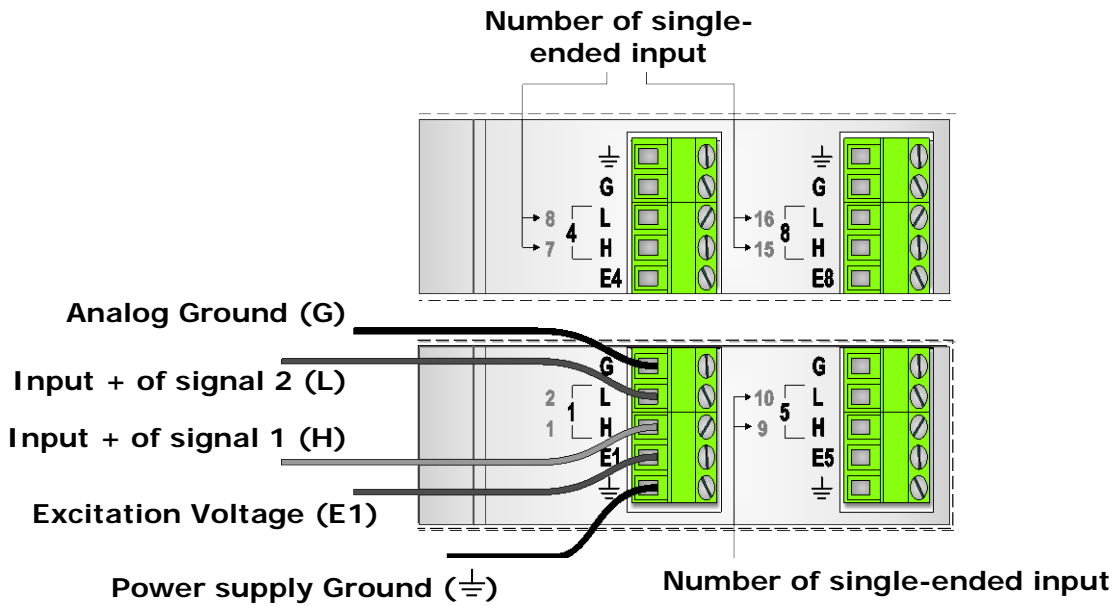 Number of single-
ended input
⏚ ⏚
G G
8 L 16 L
4 8
7 H 15 H
E4 E8
Analog Ground (G)
G G
Input + of signal 2 (L)
2 L 10 L
1 5
1 H 9 H
Input + of signal 1 (H)
E1 E5
⏚ ⏚
Excitation Voltage (E1)
Power supply Ground (⏚)
Number of single-ended input